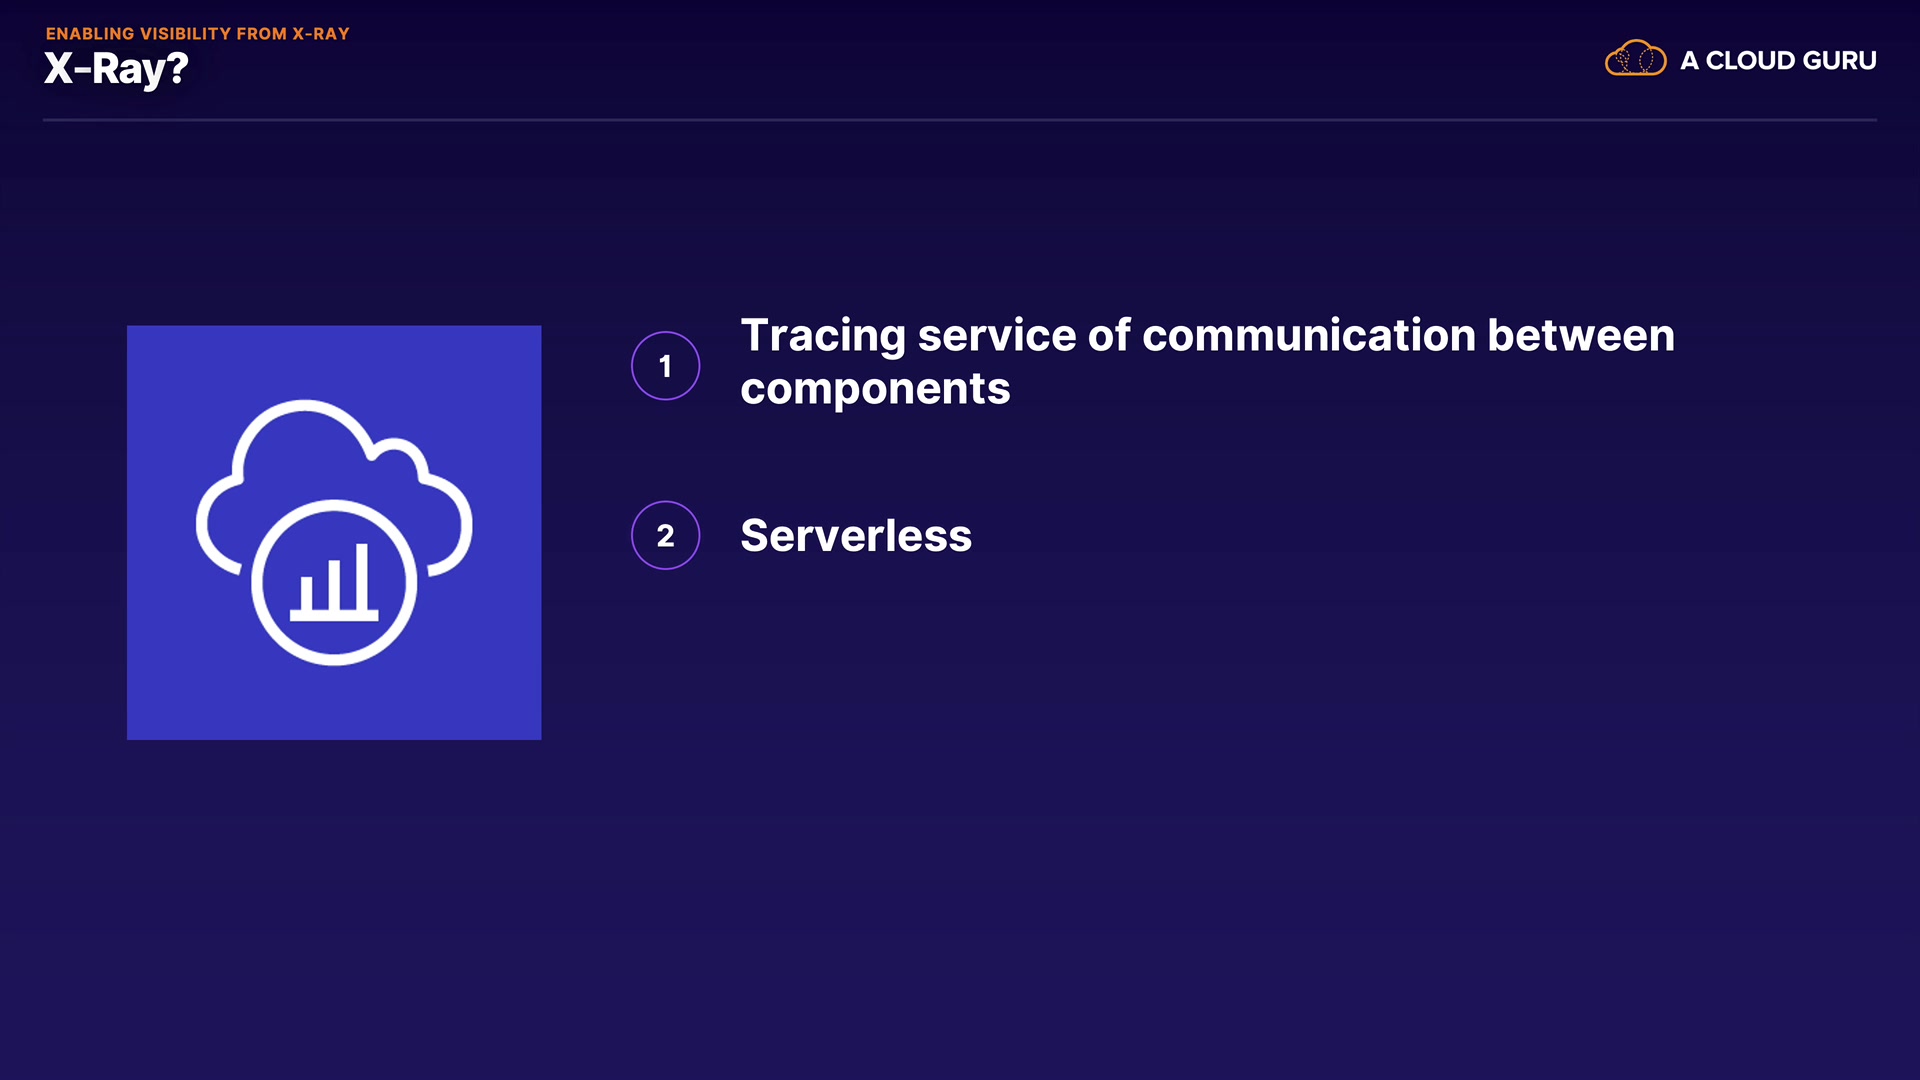 ENABLING VISIBILITY FROM X-RAY
X-Ray?
A CLOUD GURU
1
Tracing service of communication between
components
2
Serverless